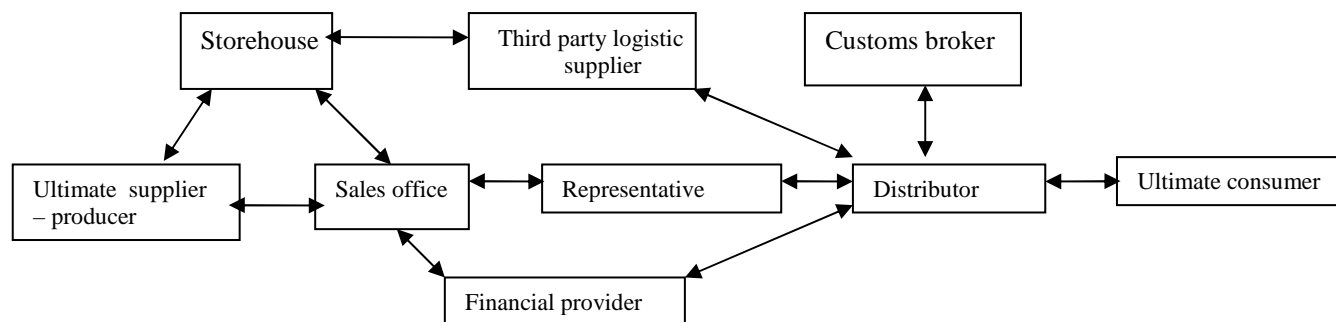 Storehouse
Third party logistic
supplier
Customs broker
Ultimate supplier
– producer
Sales office
Representative
Distributor
Ultimate consumer
Financial provider